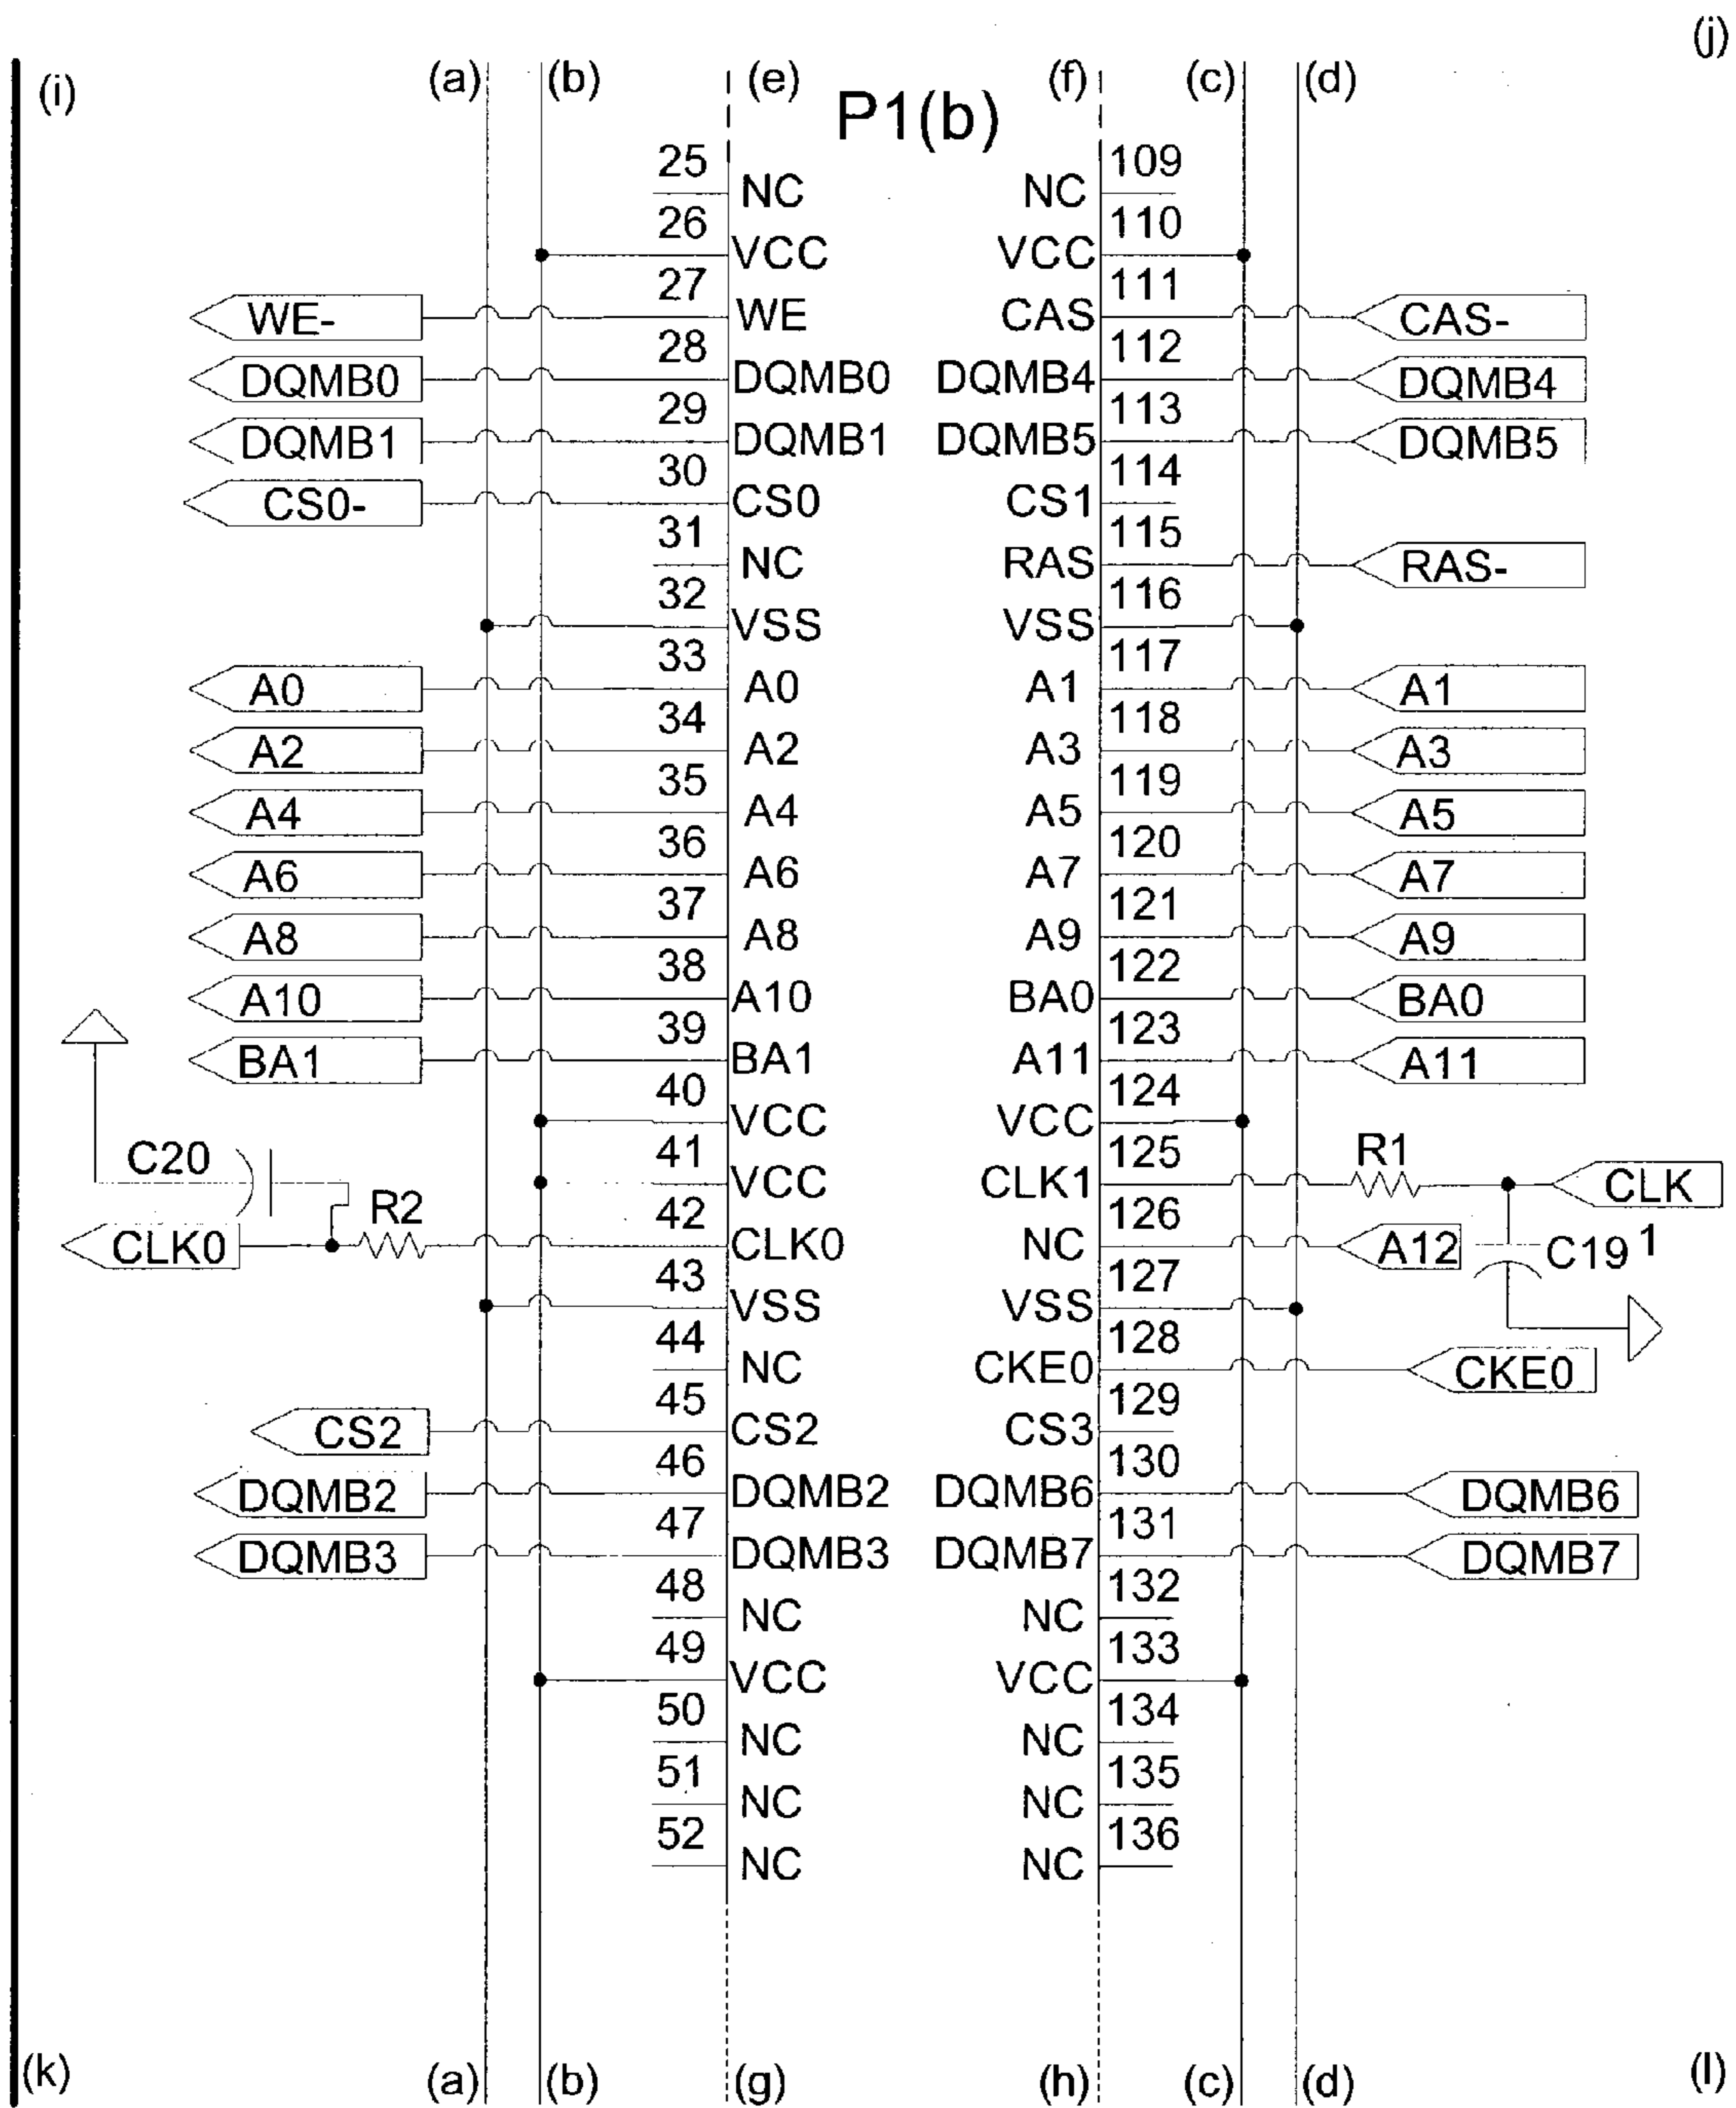 (j)
(i) (a) (b) (e) (f) (c) (d)
P1(b)
25 NC NC 109
26 VCC VCC 110
WE- 27 WE CAS 111 CAS-
DQMB0 28 DQMB0 DQMB4 112 DQMB4
DQMB1 29 DQMB1 DQMB5 113 DQMB5
CS0- 30 CS0 CS1 114
31 NC RAS 115 RAS-
32 VSS VSS 116
A0 33 A0 A1 117 A1
A2 34 A2 A3 118 A3
A4 35 A4 A5 119 A5
A6 36 A6 A7 120 A7
A8 37 A8 A9 121 A9
A10 38 A10 BA0 122 BA0
BA1 39 BA1 A11 123 A11
40 VCC VCC 124
C20 41 VCC CLK1 125 R1 CLK
CLK0 R2 42 CLK0 NC 126 A12 C19 1
43 VSS VSS 127
44 NC CKE0 128 CKE0
CS2 45 CS2 CS3 129
DQMB2 46 DQMB2 DQMB6 130 DQMB6
DQMB3 47 DQMB3 DQMB7 131 DQMB7
48 NC NC 132
49 VCC VCC 133
50 NC NC 134
51 NC NC 135
52 NC NC 136
(k) (a) (b) (g) (h) (c) (d) (l)